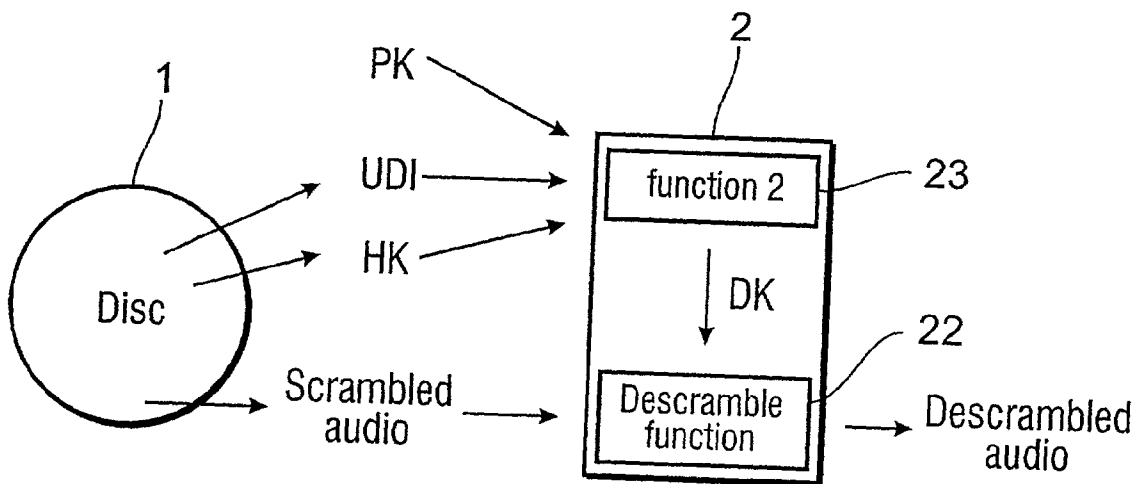 2
PK
1
UDI
function 2
23
HK
Disc
DK
22
Scrambled
audio
Descramble
function
Descrambled
audio